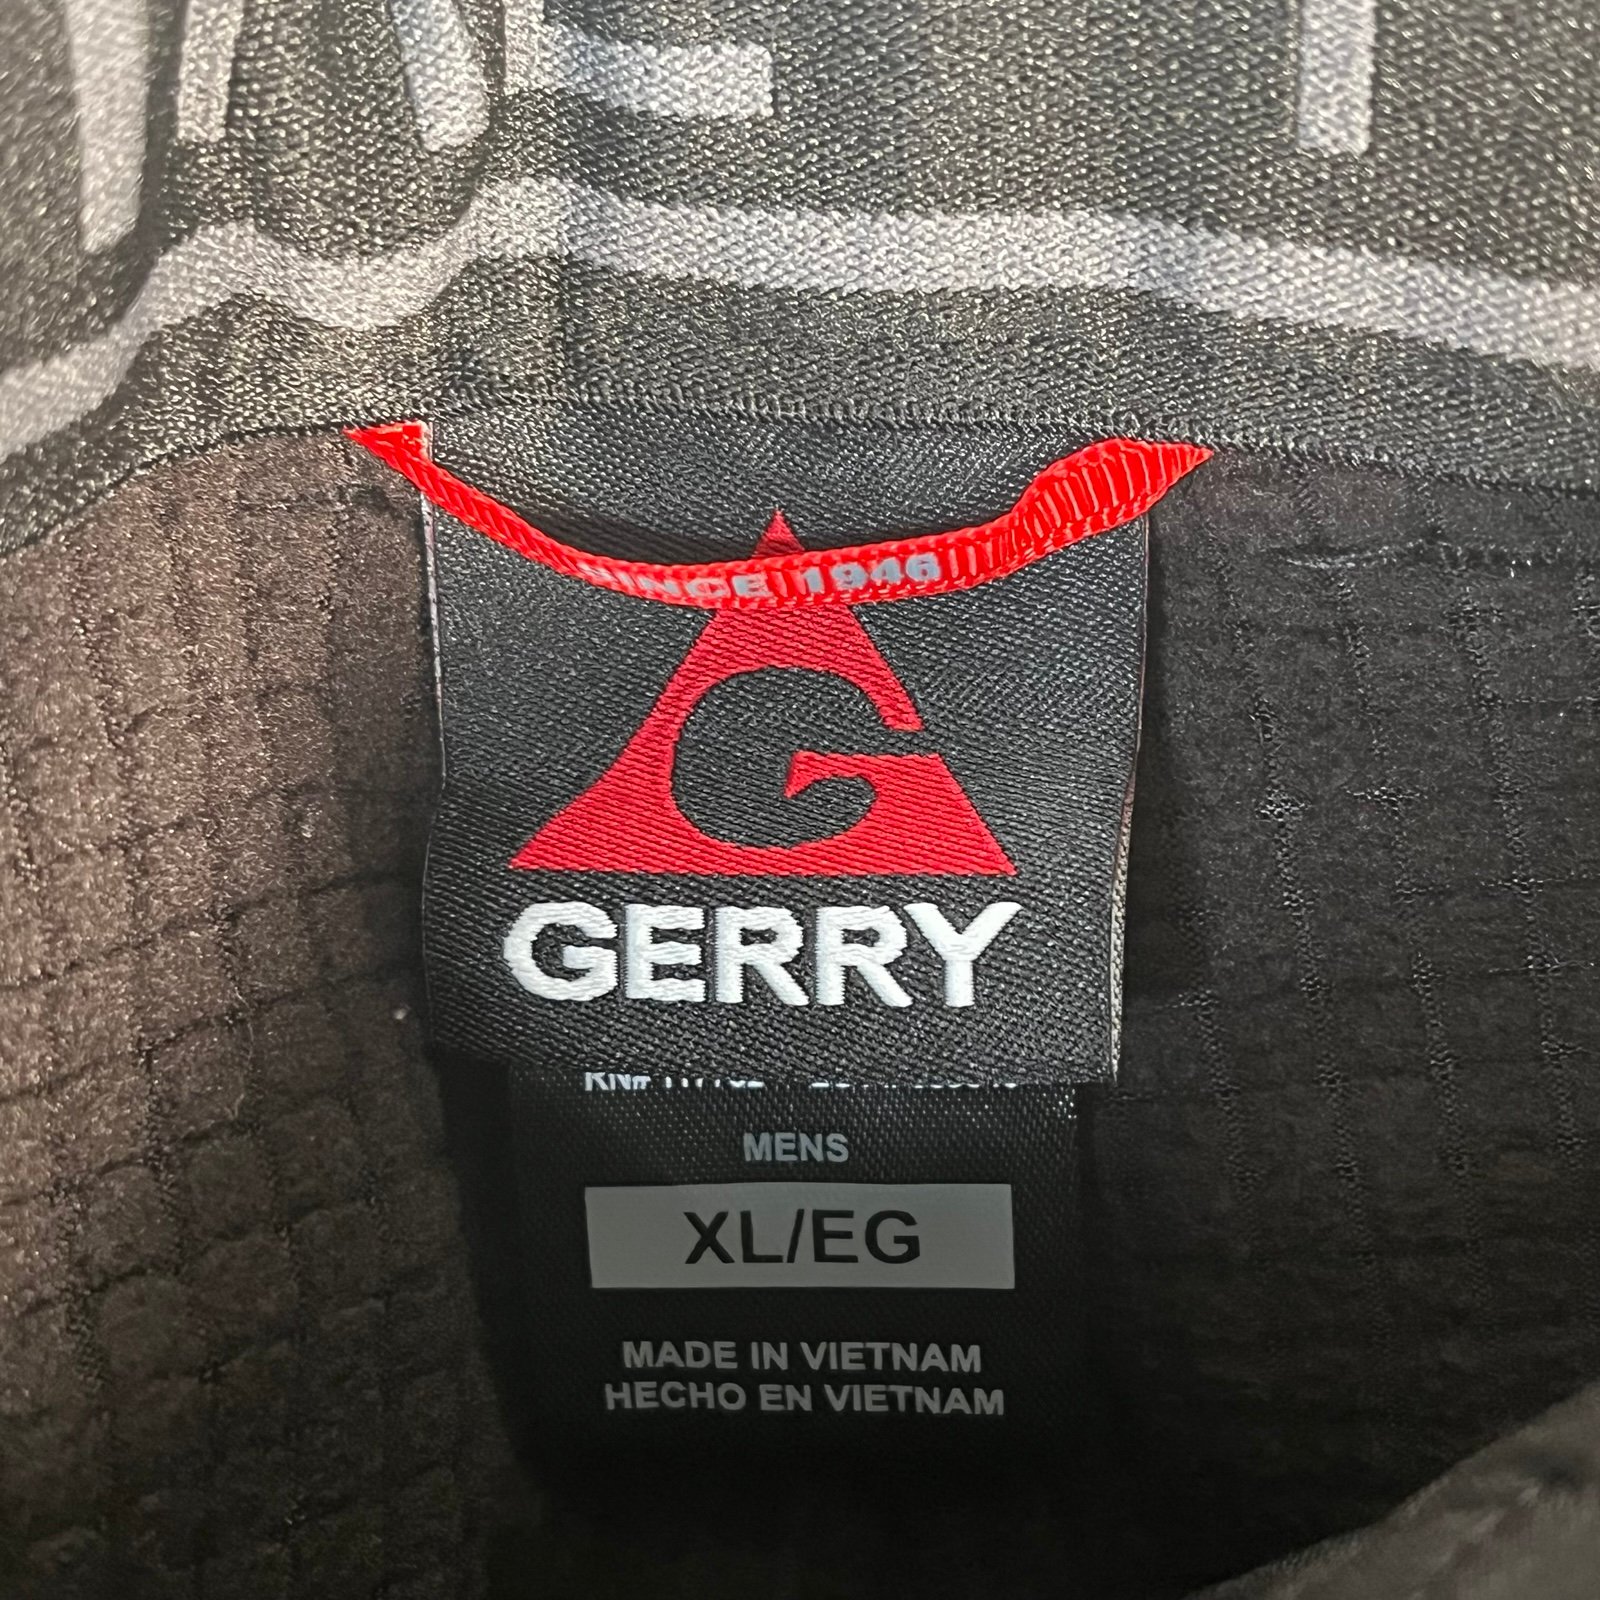 SINCE 1946
G
GERRY
MENS
XL/EG
MADE IN VIETNAM
HECHO EN VIETNAM